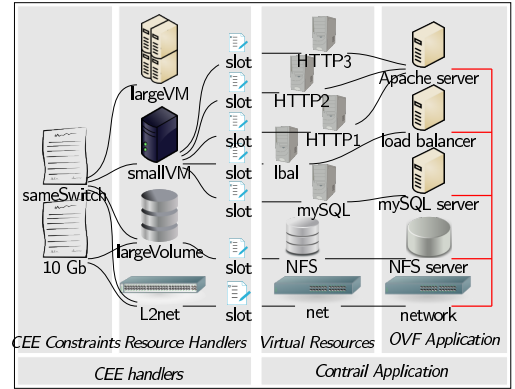 HTTP3
slot
largeVM
Apache server
slot
HTTP2
slot
HTTP1
load balancer
slot
smallVM
lbal
sameSwitch
slot
mySQL
mySQL server
largeVolume
10 Gb
slot
NFS
NFS server
L2net
slot
net
network
CEE Constraints
Resource Handlers
Virtual Resources
OVF Application
CEE handlers
Contrail Application